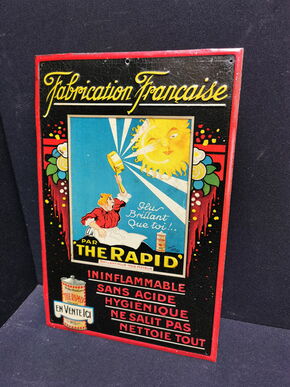 Fabrication Française
Plus
Brillant
Que toi!..
PAR
"THE RAPID"
ININFLAMMABLE
SANS ACIDE
HYGIÉNIQUE
NE SALIT PAS
NETTOIE TOUT
EN VENTE ICI